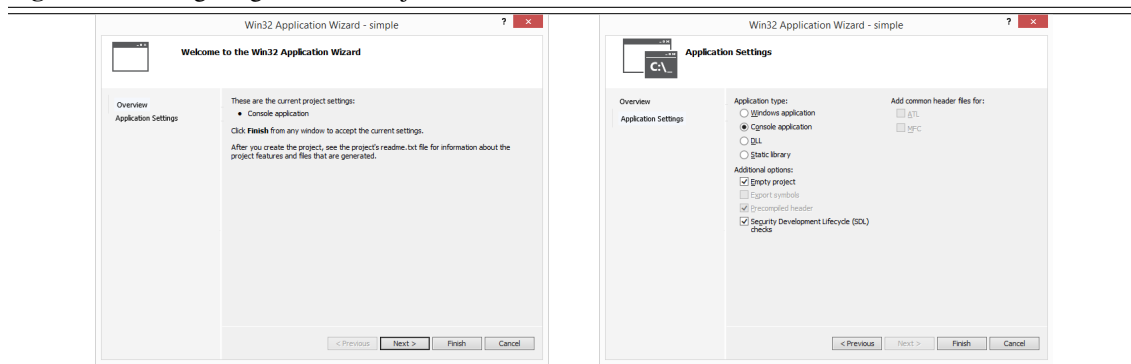 Win32 Application Wizard - simple
?
Welcome to the Win32 Application Wizard
Overview
Application Settings
These are the current project settings:
• Console application
Click Finish from any window to accept the current settings.
After you create the project, see the project's readme.txt file for information about the
project features and files that are generated.
< Previous
Next >
Finish
Cancel
Win32 Application Wizard - simple
?
C:\_
Application Settings
Overview
Application Settings
Application type:
Windows application
Console application
DLL
Static library
Additional options:
Empty project
Export symbols
Precompiled header
Security Development Lifecycle (SDL)
checks
Add common header files for:
ATL
MFC
< Previous
Next >
Finish
Cancel